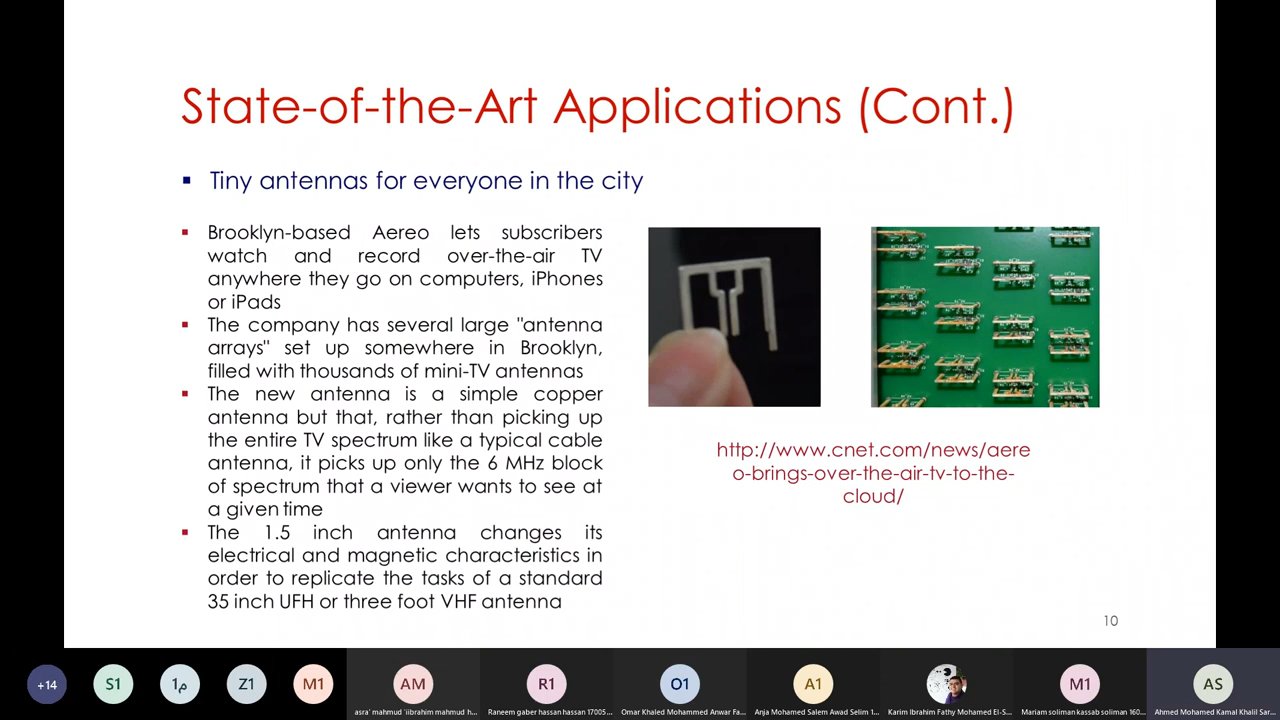 State-of-the-Art Applications (Cont.)
▪ Tiny antennas for everyone in the city
▪ Brooklyn-based Aereo lets subscribers
watch and record over-the-air TV
anywhere they go on computers, iPhones
or iPads
▪ The company has several large "antenna
arrays" set up somewhere in Brooklyn,
filled with thousands of mini-TV antennas
▪ The new antenna is a simple copper
antenna but that, rather than picking up
the entire TV spectrum like a typical cable
antenna, it picks up only the 6 MHz block
of spectrum that a viewer wants to see at
a given time
▪ The 1.5 inch antenna changes its
electrical and magnetic characteristics in
order to replicate the tasks of a standard
35 inch UFH or three foot VHF antenna
http://www.cnet.com/news/aere
o-brings-over-the-air-tv-to-the-
cloud/
10
+14
S1
م1
Z1
M1
AM
R1
O1
A1
M1
AS
asra' mahmud 'iibrahim mahmud h...
Raneem gaber hassan hassan 17005...
Omar Khaled Mohammed Anwar Fa...
Anja Mohamed Salem Awad Selim 1...
Karim Ibrahim Fathy Mohamed El-S...
Mariam soliman kassab soliman 160...
Ahmed Mohamed Kamal Khalil Sar...